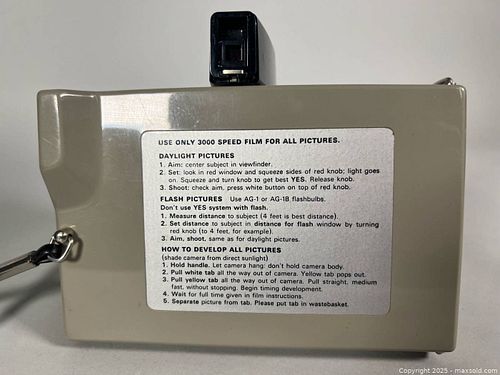 USE ONLY 3000 SPEED FILM FOR ALL PICTURES.
DAYLIGHT PICTURES
1. Aim: center subject in viewfinder.
2. Set: look in red window and squeeze sides of red knob; light goes
on. Squeeze and turn knob to get best YES. Release knob.
3. Shoot: check aim, press white button on top of red knob.
FLASH PICTURES Use AG-1 or AG-1B flashbulbs.
Don't use YES system with flash.
1. Measure distance to subject (4 feet is best distance).
2. Set distance to subject in distance for flash window by turning
red knob (to 4 feet, for example).
3. Aim, shoot, same as for daylight pictures.
HOW TO DEVELOP ALL PICTURES
(shade camera from direct sunlight)
1. Hold handle. Let camera hang: don't hold camera body.
2. Pull white tab all the way out of camera. Yellow tab pops out.
3. Pull yellow tab all the way out of camera. Pull straight, medium
fast, without stopping. Begin timing development.
4. Wait for full time given in film instructions.
5. Separate picture from tab. Please put tab in wastebasket.
Copyright 2025 - maxsold.com